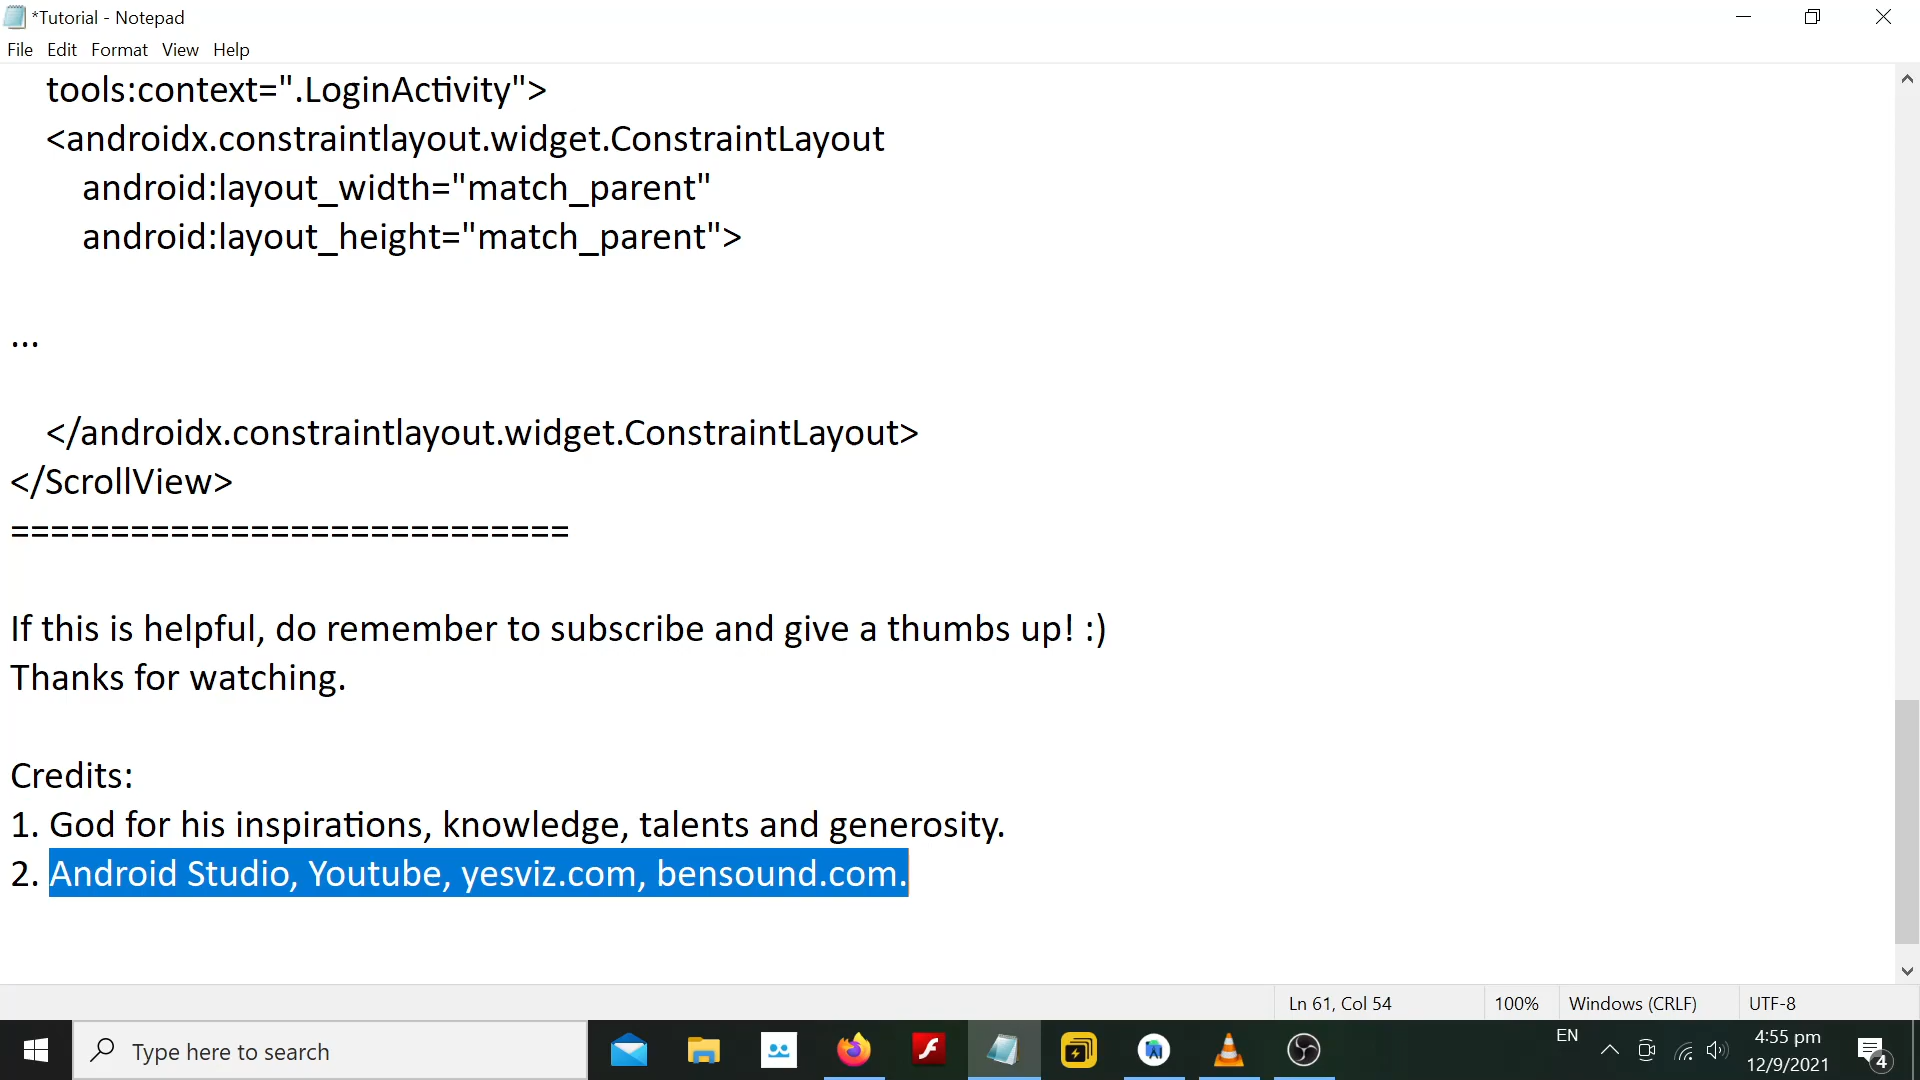 *Tutorial - Notepad
File Edit Format View Help
tools:context=".LoginActivity">
<androidx.constraintlayout.widget.ConstraintLayout
android:layout_width="match_parent"
android:layout_height="match_parent">
...
</androidx.constraintlayout.widget.ConstraintLayout>
</ScrollView>
============================
If this is helpful, do remember to subscribe and give a thumbs up! :)
Thanks for watching.
Credits:
1. God for his inspirations, knowledge, talents and generosity.
2. Android Studio, Youtube, yesviz.com, bensound.com.
Ln 61, Col 54 100% Windows (CRLF) UTF-8
Type here to search
EN
4:55 pm
12/9/2021
4